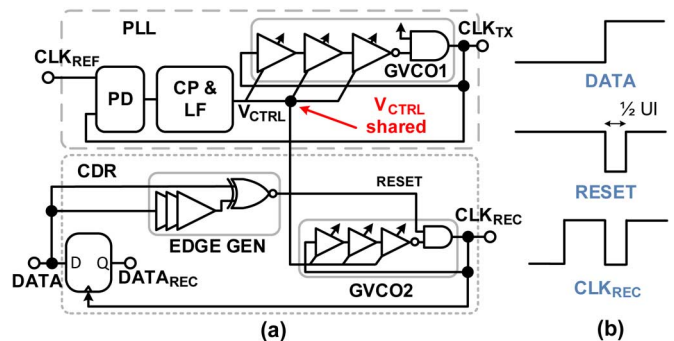 PLL
CLKREF
PD
CP &
LF
VCTRL
GVCO1
CLKTX
VCTRL
shared
CDR
EDGE GEN
RESET
CLKREC
GVCO2
D Q
DATA
DATAREC
(a)
DATA
½ UI
RESET
CLKREC
(b)